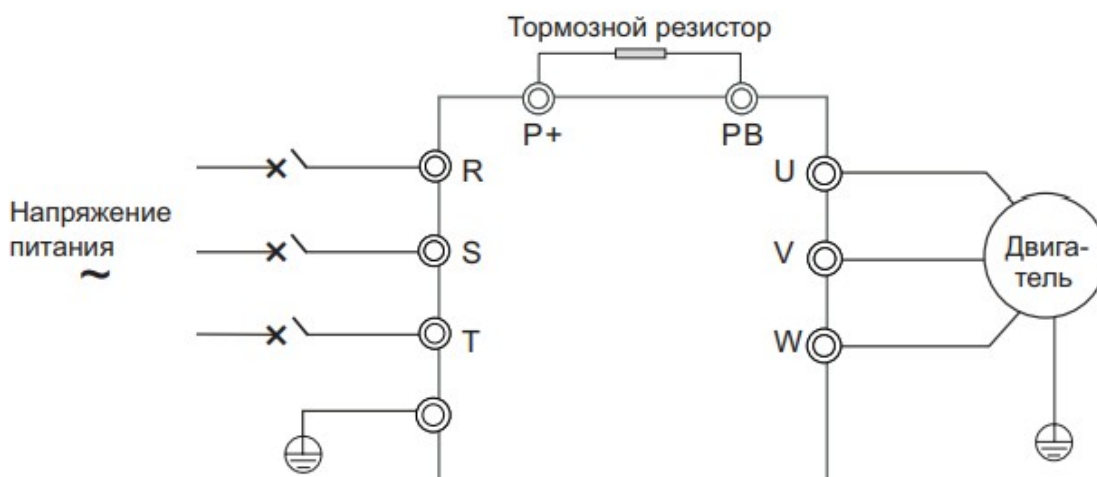 Тормозной резистор
P+
PB
R
U
Напряжение
питания
~
S
V
Двига-
тель
T
W